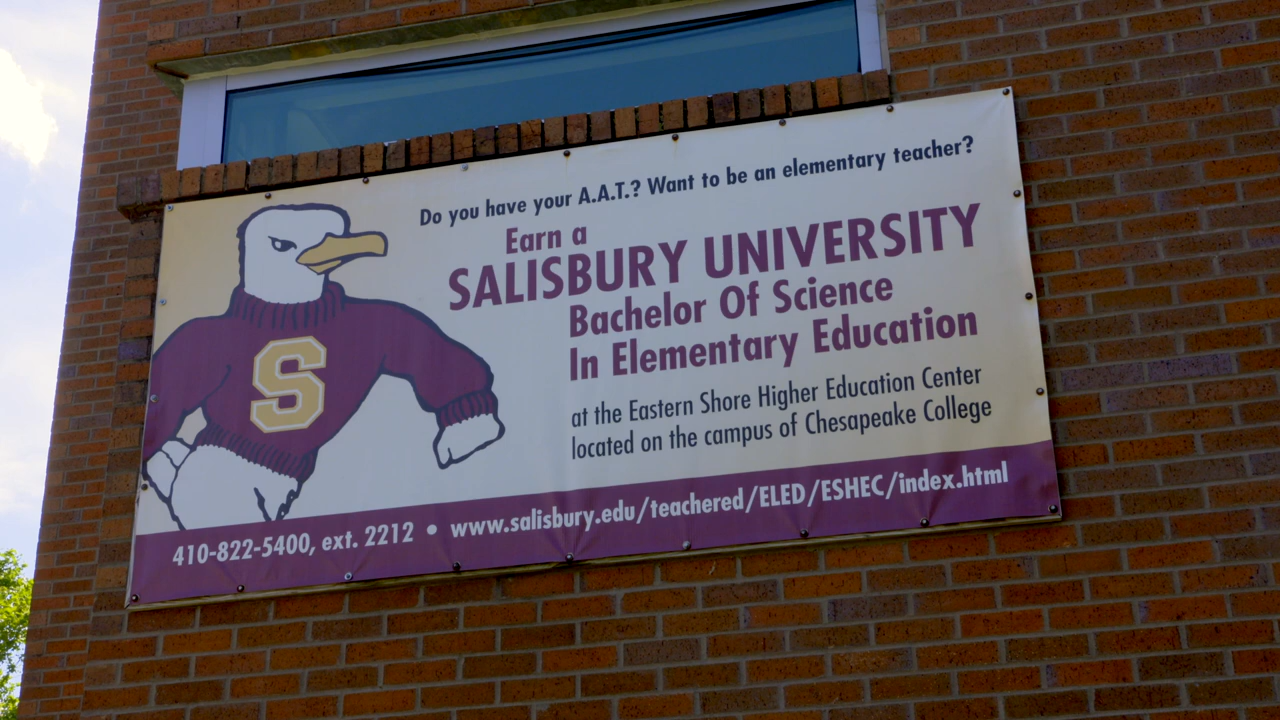 Do you have your A.A.T.? Want to be an elementary teacher?
Earn a
SALISBURY UNIVERSITY
Bachelor Of Science
In Elementary Education
at the Eastern Shore Higher Education Center
located on the campus of Chesapeake College
S
410-822-5400, ext. 2212 • www.salisbury.edu/teachered/ELED/ESHEC/index.html